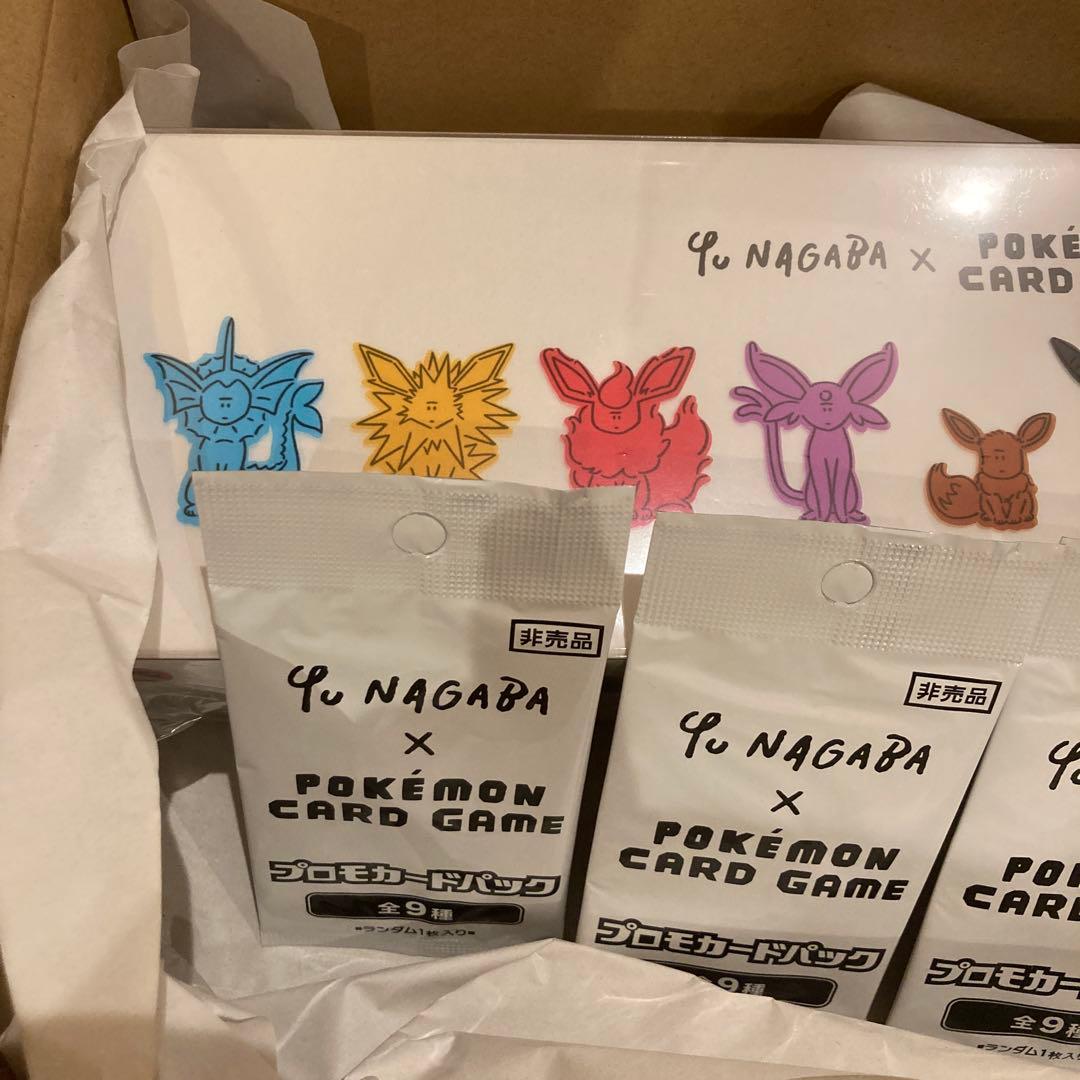 Yu NAGABA × POKÉ
CARD
非売品
Yu NAGABA
×
POKÉMON
CARD GAME
プロモカードパック
全9種
■ランダム1枚入り■
非売品
Yu NAGABA
×
POKÉMON
CARD GAME
プロモカードパック
9種
Yu
POK
CARD
プロモカー
全9種
■ランダム1枚入